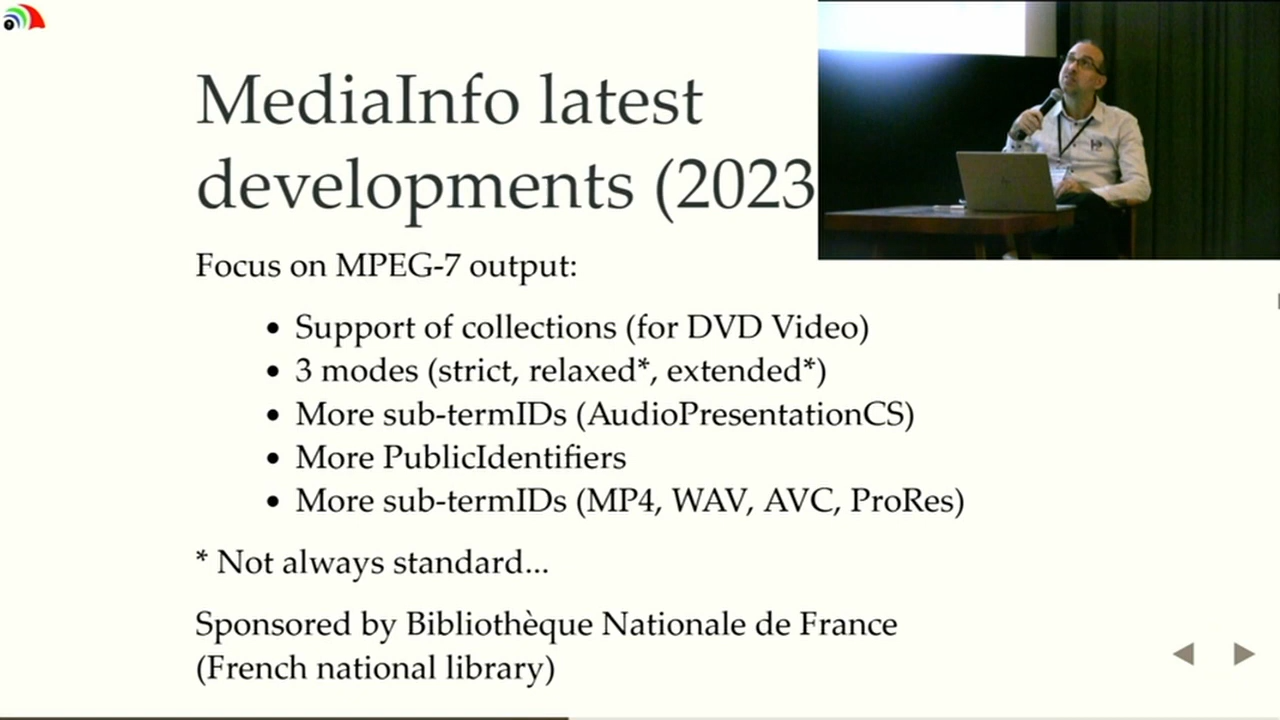 MediaInfo latest
developments (2023
Focus on MPEG-7 output:
• Support of collections (for DVD Video)
• 3 modes (strict, relaxed*, extended*)
• More sub-termIDs (AudioPresentationCS)
• More PublicIdentifiers
• More sub-termIDs (MP4, WAV, AVC, ProRes)
* Not always standard...
Sponsored by Bibliothèque Nationale de France
(French national library)